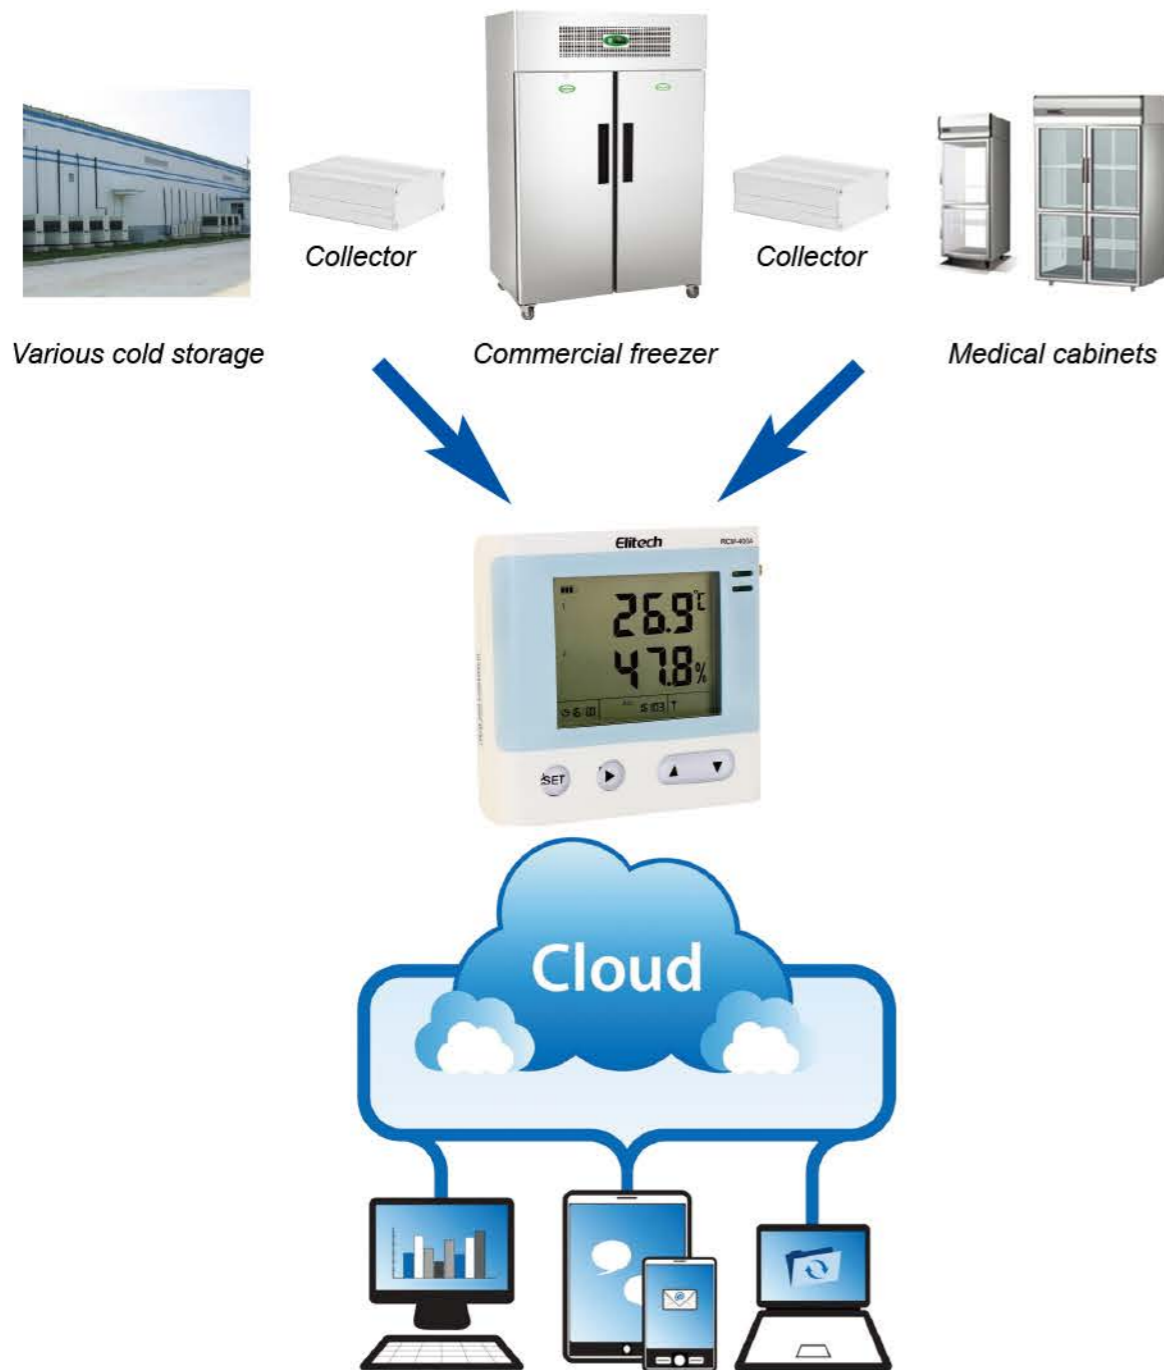 Collector
Collector
Various cold storage
Commercial freezer
Medical cabinets
Elitech
26.9 °C
47.8 %
SET
Cloud